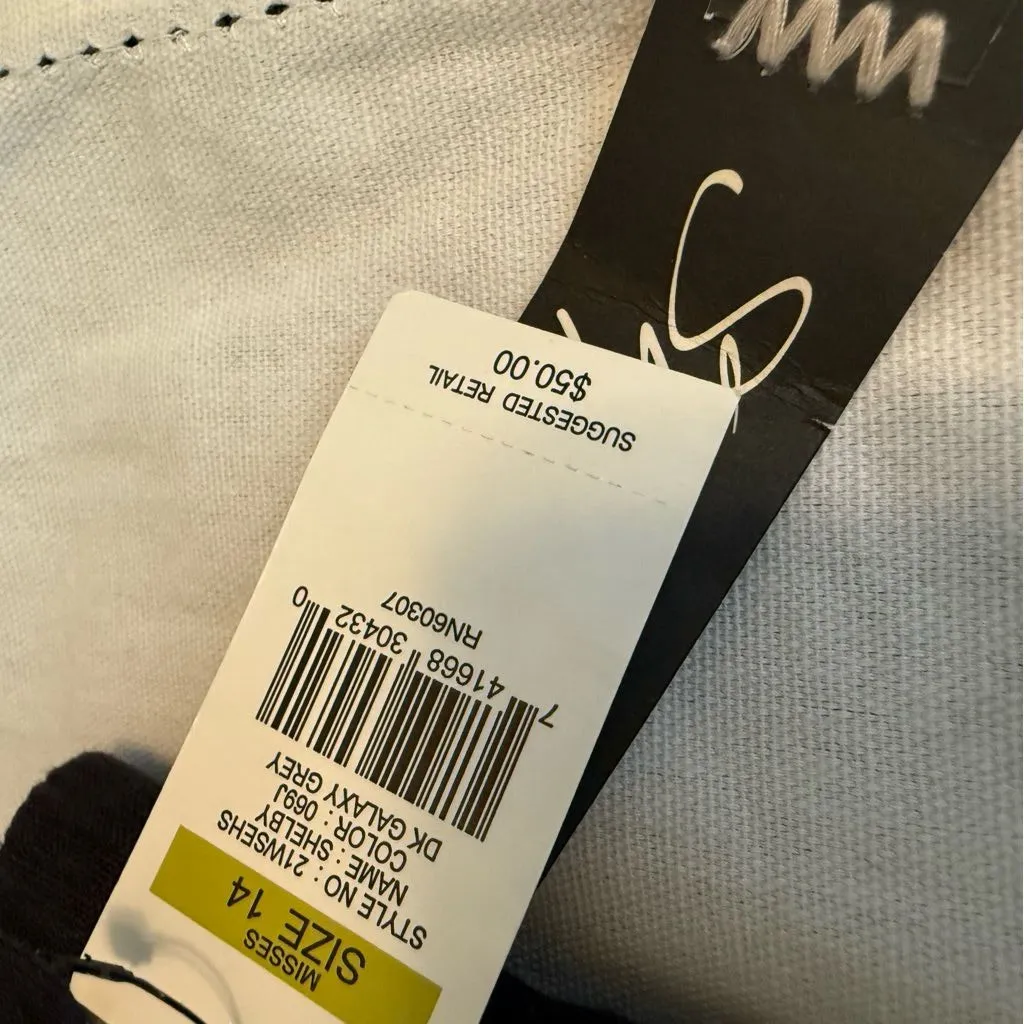 MISSES
SIZE 14
STYLE NO : 21WSEHS
NAME : SHELBY
COLOR : 069J
DK GALAXY GREY
7 41668 30432 0
RN60307
SUGGESTED RETAIL
$50.00